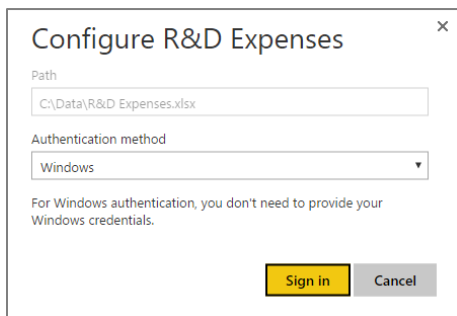 Configure R&D Expenses
Path
C:\Data\R&D Expenses.xlsx
Authentication method
Windows
For Windows authentication, you don't need to provide your
Windows credentials.
Sign in
Cancel